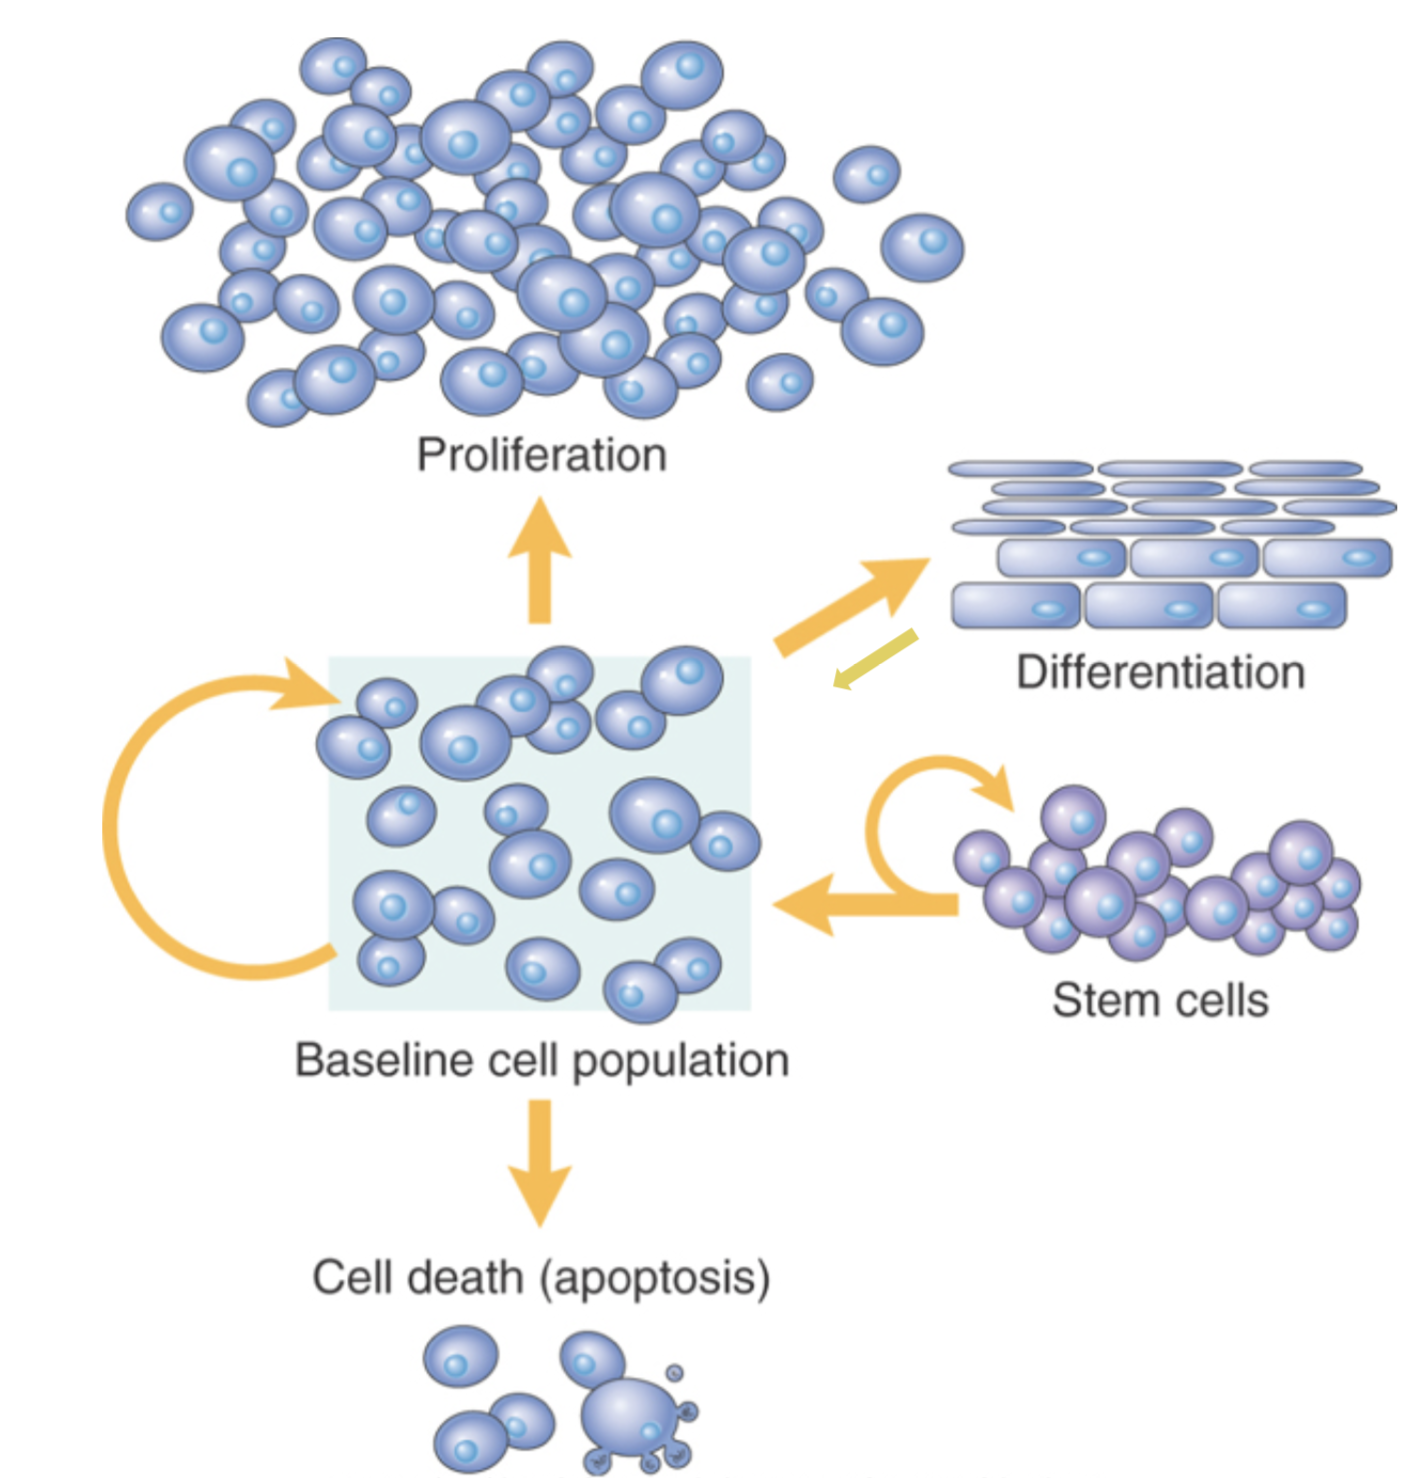 Proliferation
Differentiation
Stem cells
Baseline cell population
Cell death (apoptosis)